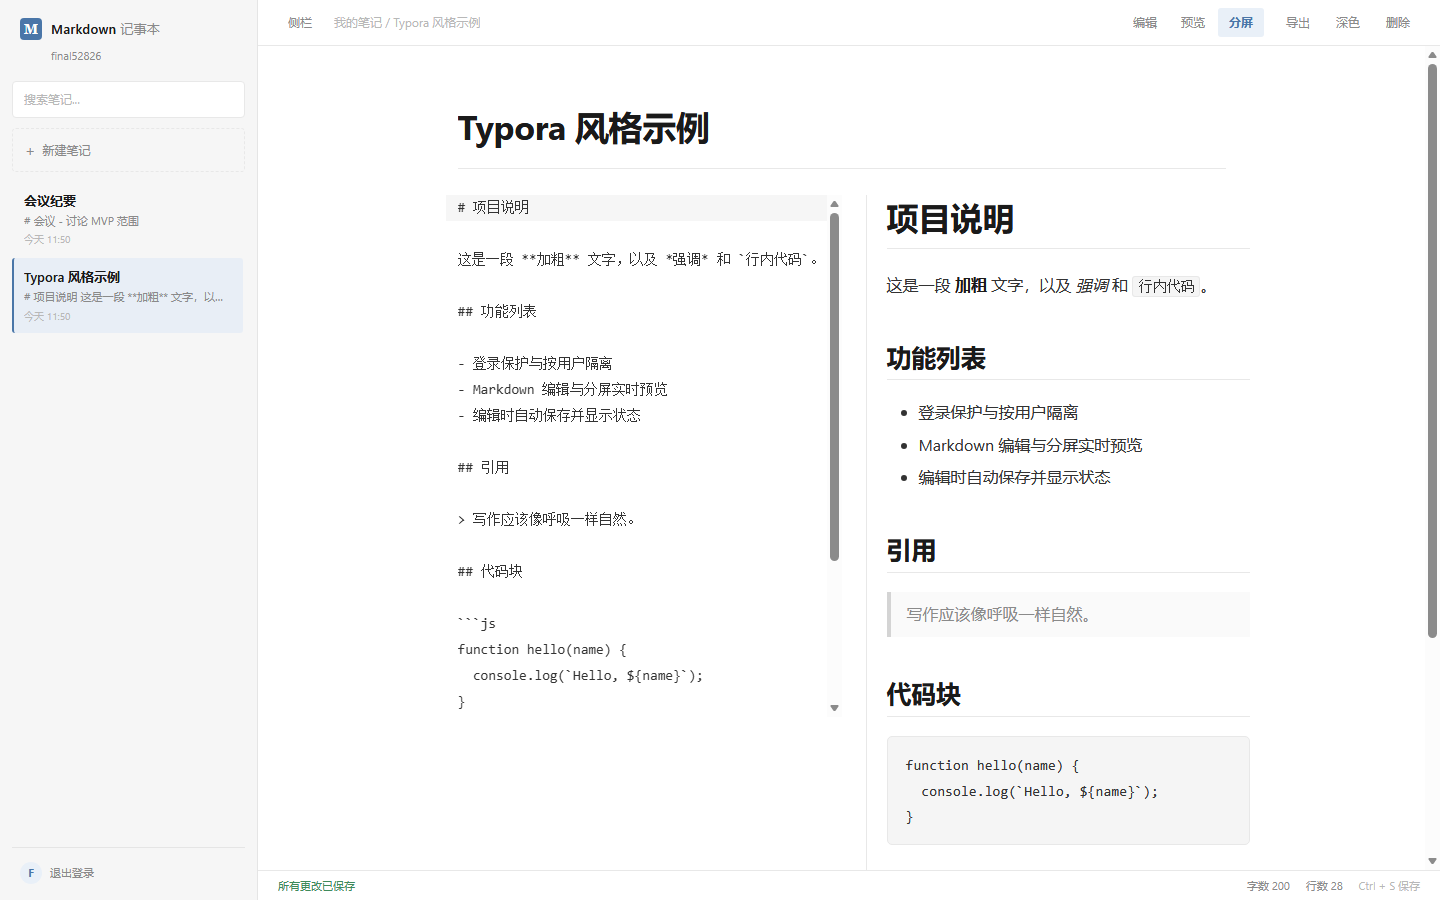 M Markdown 记事本
final52826
搜索笔记...
+ 新建笔记
会议纪要
# 会议 - 讨论 MVP 范围
今天 11:50
Typora 风格示例
# 项目说明 这是一段 **加粗** 文字，以...
今天 11:50
F 退出登录
侧栏 我的笔记 / Typora 风格示例
编辑 预览 分屏 导出 深色 删除
Typora 风格示例
# 项目说明
这是一段 **加粗** 文字，以及 *强调* 和 `行内代码`。
## 功能列表
- 登录保护与按用户隔离
- Markdown 编辑与分屏实时预览
- 编辑时自动保存并显示状态
## 引用
> 写作应该像呼吸一样自然。
## 代码块
```js
function hello(name) {
  console.log(`Hello, ${name}`);
}
项目说明
这是一段 加粗 文字，以及 强调 和 行内代码 。
功能列表
• 登录保护与按用户隔离
• Markdown 编辑与分屏实时预览
• 编辑时自动保存并显示状态
引用
写作应该像呼吸一样自然。
代码块
function hello(name) {
  console.log(`Hello, ${name}`);
}
所有更改已保存
字数 200 行数 28 Ctrl + S 保存